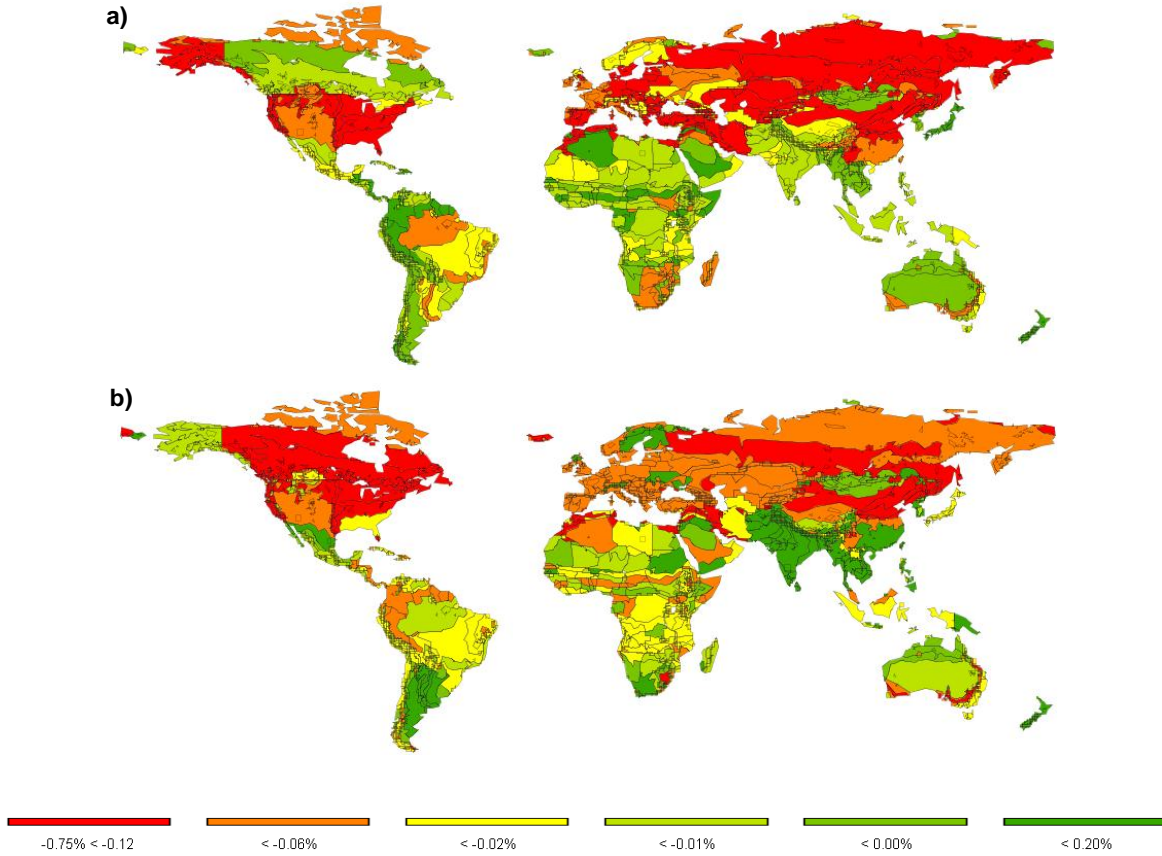 a)
b)
-0.75% < -0.12
< -0.06%
< -0.02%
< -0.01%
< 0.00%
< 0.20%